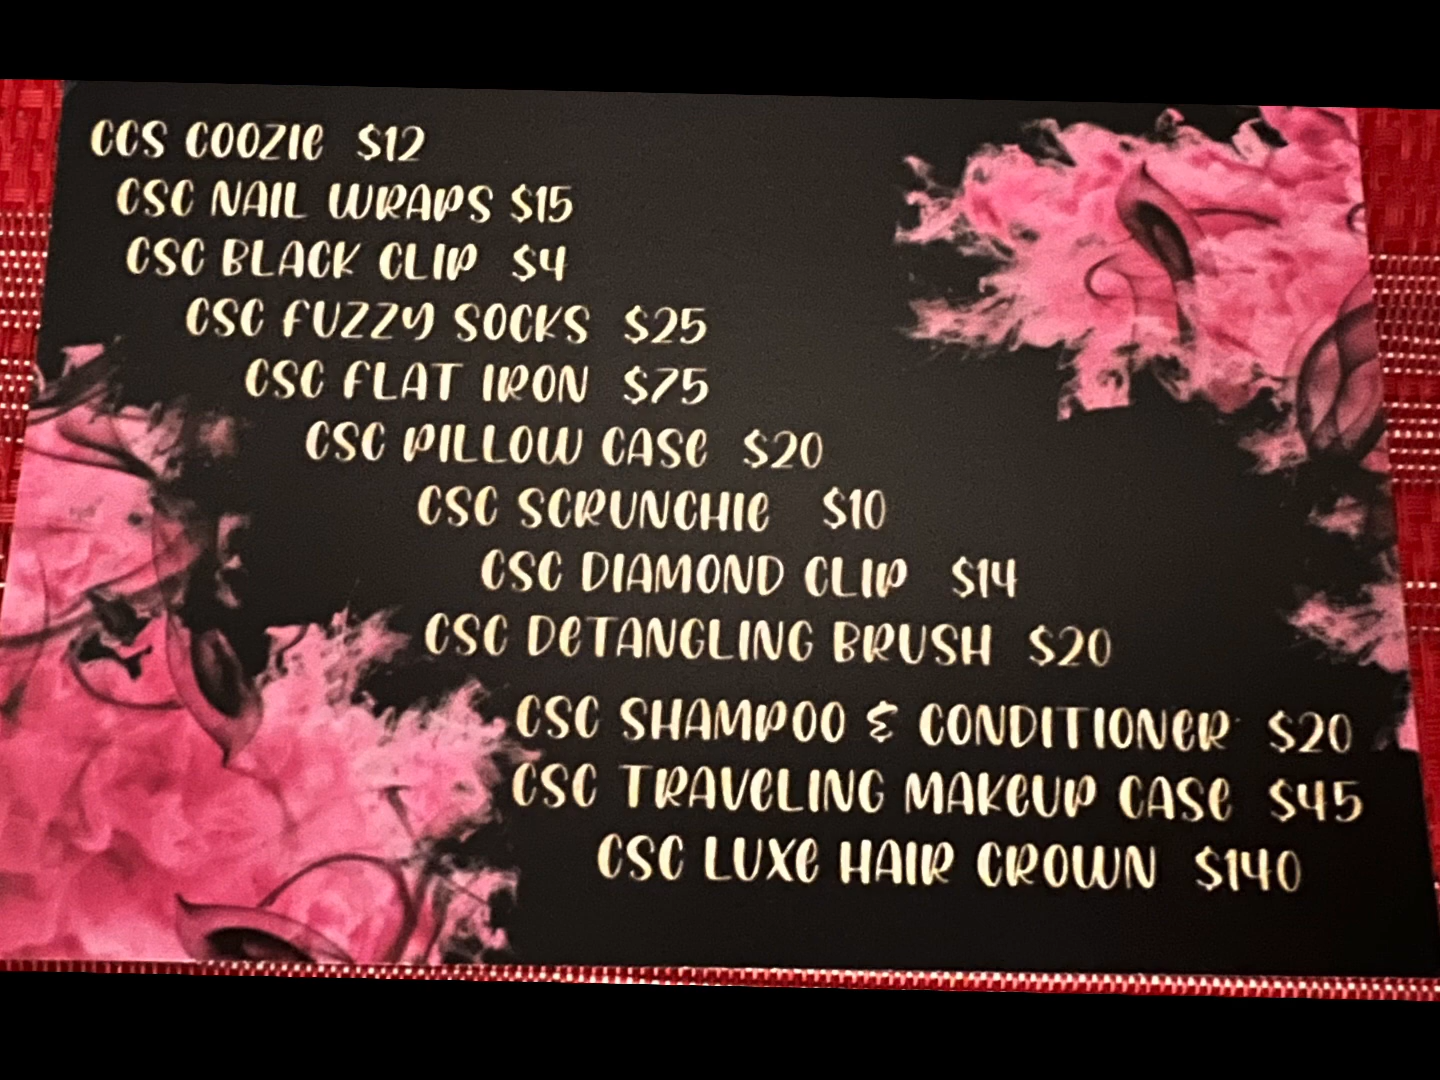 CCS COOZIE $12
CSC NAIL WRAPS $15
CSC BLACK CLIP $4
CSC FUZZY SOCKS $25
CSC FLAT IRON $75
CSC PILLOW CASE $20
CSC SCRUNCHIE $10
CSC DIAMOND CLIP $14
CSC DETANGLING BRUSH $20
CSC SHAMPOO & CONDITIONER $20
CSC TRAVELING MAKEUP CASE $45
CSC LUXE HAIR CROWN $140